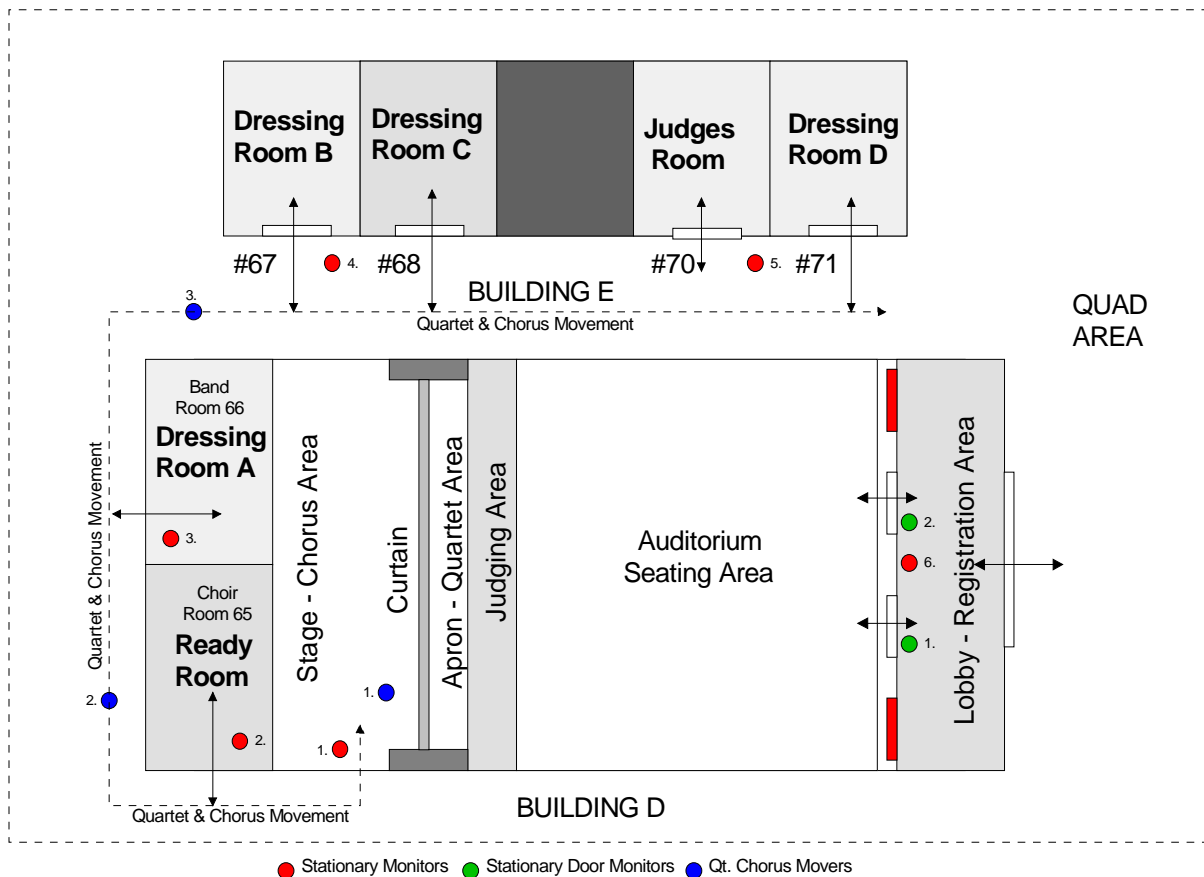 Dressing
Room B
Dressing
Room C
Judges
Room
Dressing
Room D
#67
4.
#68
#70
5.
#71
BUILDING E
3.
Quartet & Chorus Movement
QUAD
AREA
Band
Room 66
Dressing
Room A
3.
Quartet & Chorus Movement
Choir
Room 65
Ready
Room
2.
2.
Stage - Chorus Area
1.
1.
Curtain
Apron - Quartet Area
Judging Area
Auditorium
Seating Area
2.
6.
1.
Lobby - Registration Area
Quartet & Chorus Movement
BUILDING D
Stationary Monitors
Stationary Door Monitors
Qt. Chorus Movers